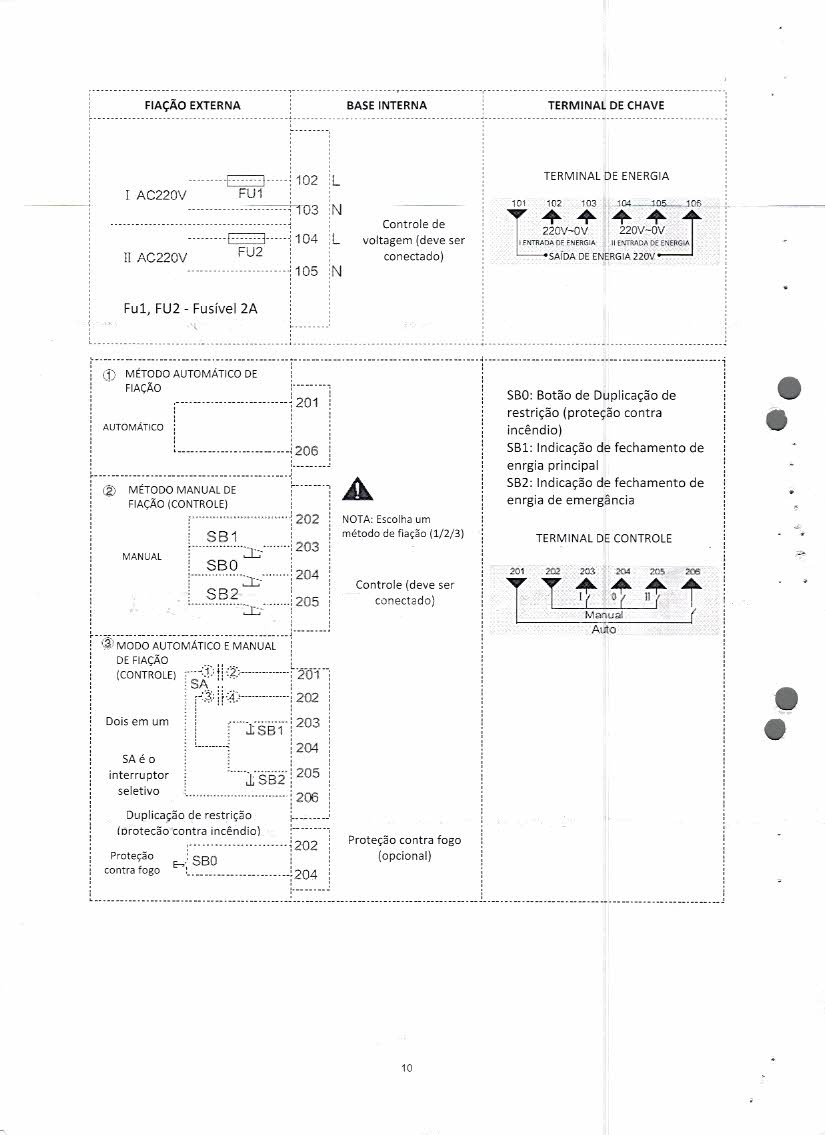 FIAÇÃO EXTERNA
BASE INTERNA
TERMINAL DE CHAVE
I AC220V
FU1
102 L
103 N
II AC220V
FU2
104 L
105 N
Fu1, FU2 - Fusível 2A
Controle de
voltagem (deve ser
conectado)
TERMINAL DE ENERGIA
101 102 103 104 105 106
220V~0V 220V~0V
I ENTRADA DE ENERGIA II ENTRADA DE ENERGIA
SAÍDA DE ENERGIA 220V
① MÉTODO AUTOMÁTICO DE
FIAÇÃO
AUTOMÁTICO
201
206
② MÉTODO MANUAL DE
FIAÇÃO (CONTROLE)
MANUAL
SB1
SB0
SB2
202
203
204
205
NOTA: Escolha um
método de fiação (1/2/3)
Controle (deve ser
conectado)
③ MODO AUTOMÁTICO E MANUAL
DE FIAÇÃO
(CONTROLE)
① ②
SA
③ ④
Dois em um
SB1
SA é o
interruptor
seletivo
SB2
201
202
203
204
205
206
Duplicação de restrição
(proteção contra incêndio)
Proteção
contra fogo
SB0
202
204
Proteção contra fogo
(opcional)
SB0: Botão de Duplicação de
restrição (proteção contra
incêndio)
SB1: Indicação de fechamento de
enrgia principal
SB2: Indicação de fechamento de
enrgia de emergância
TERMINAL DE CONTROLE
201 202 203 204 205 206
I 0 II
Manual
Auto
10